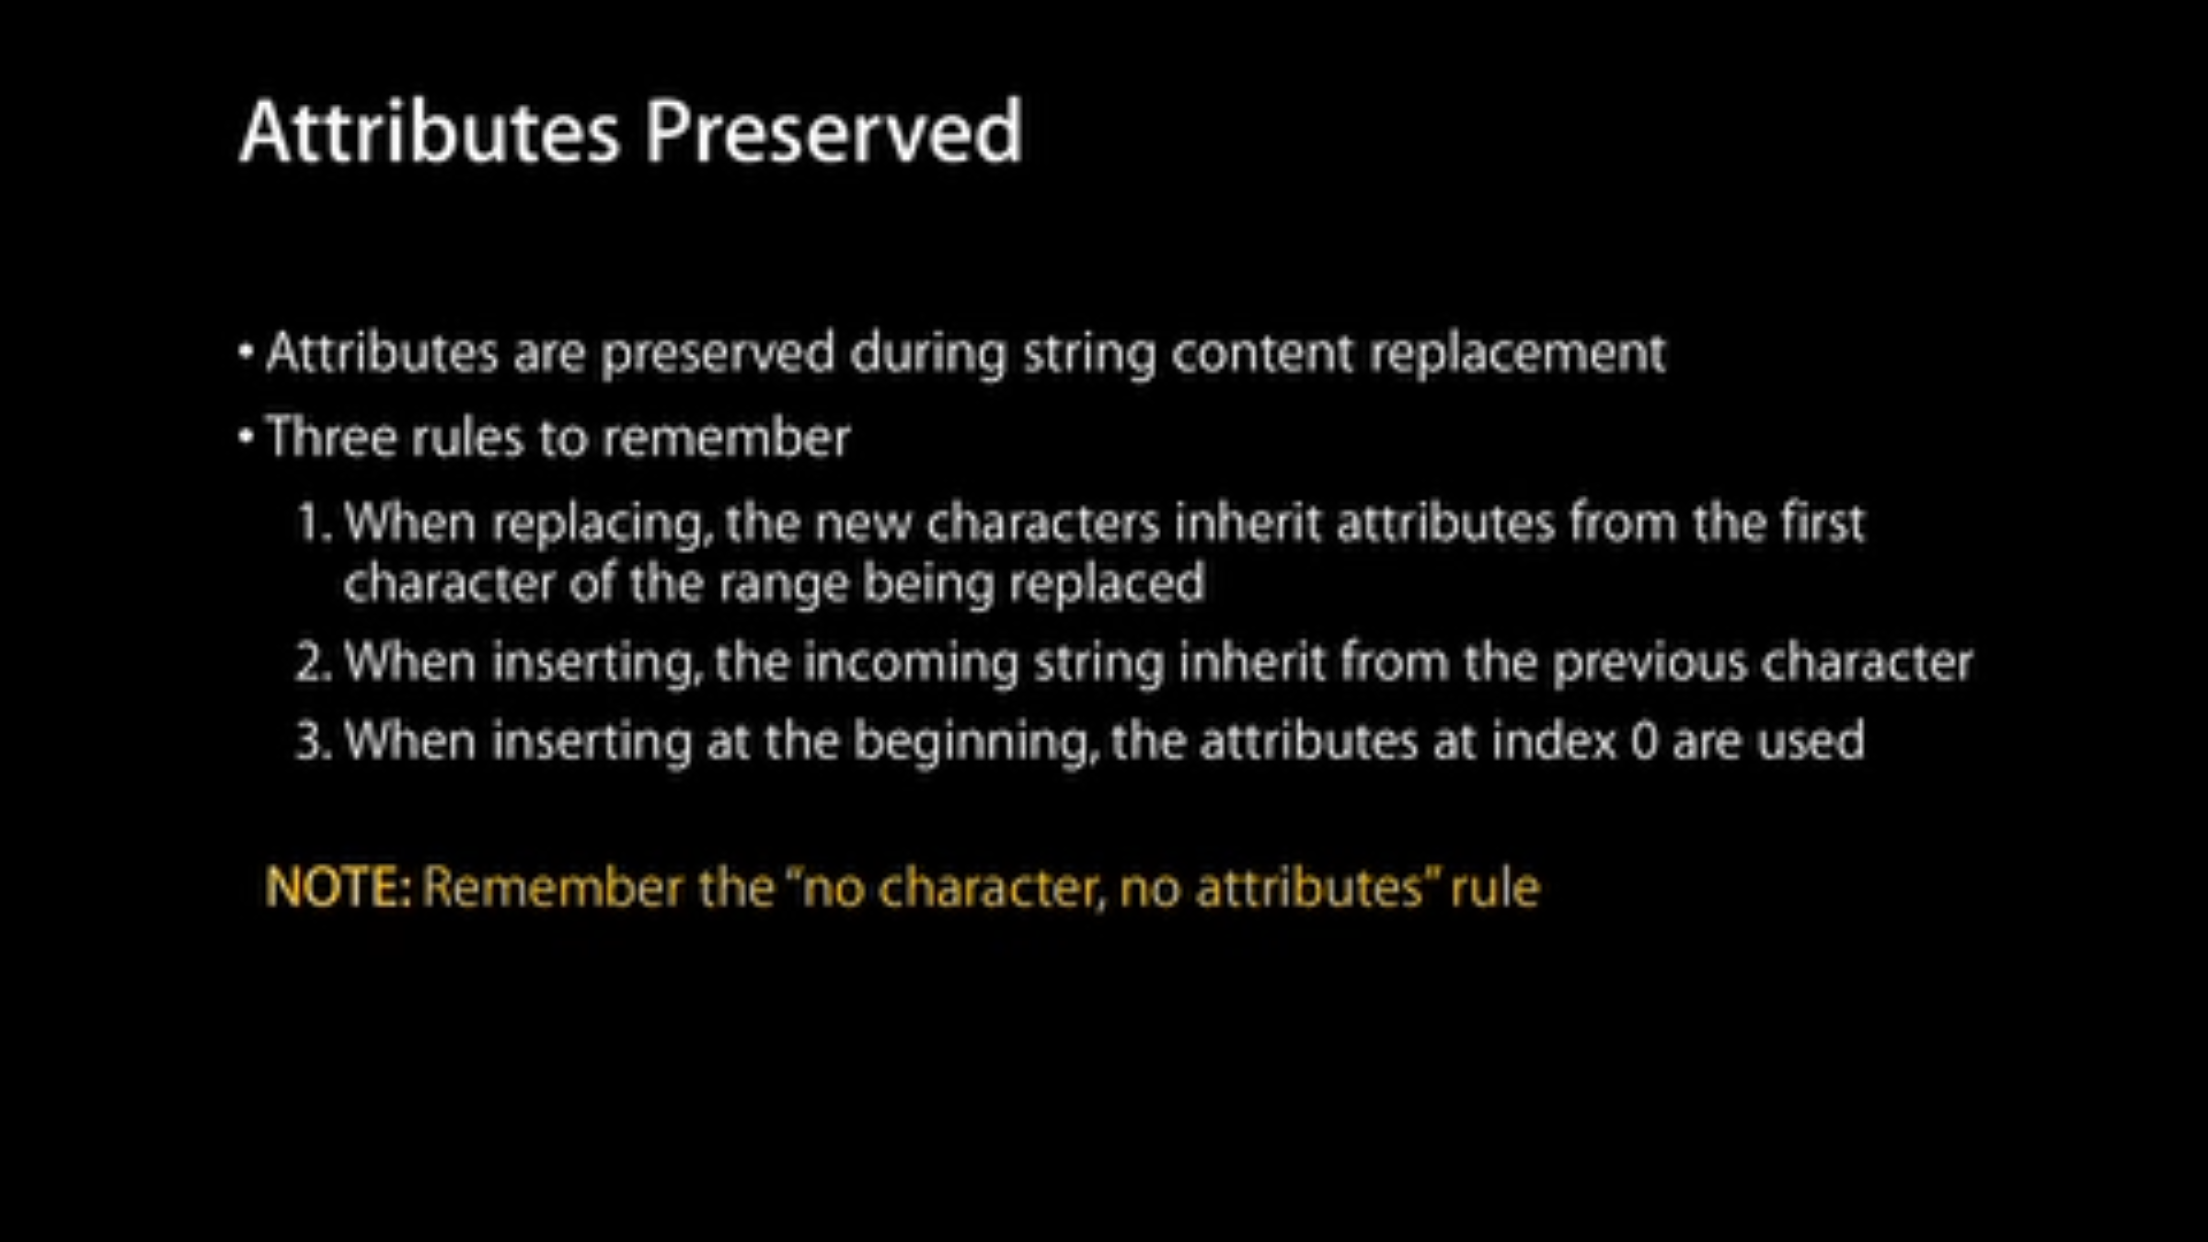 Attributes Preserved
• Attributes are preserved during string content replacement
• Three rules to remember
1. When replacing, the new characters inherit attributes from the first
character of the range being replaced
2. When inserting, the incoming string inherit from the previous character
3. When inserting at the beginning, the attributes at index 0 are used
NOTE: Remember the “no character, no attributes” rule